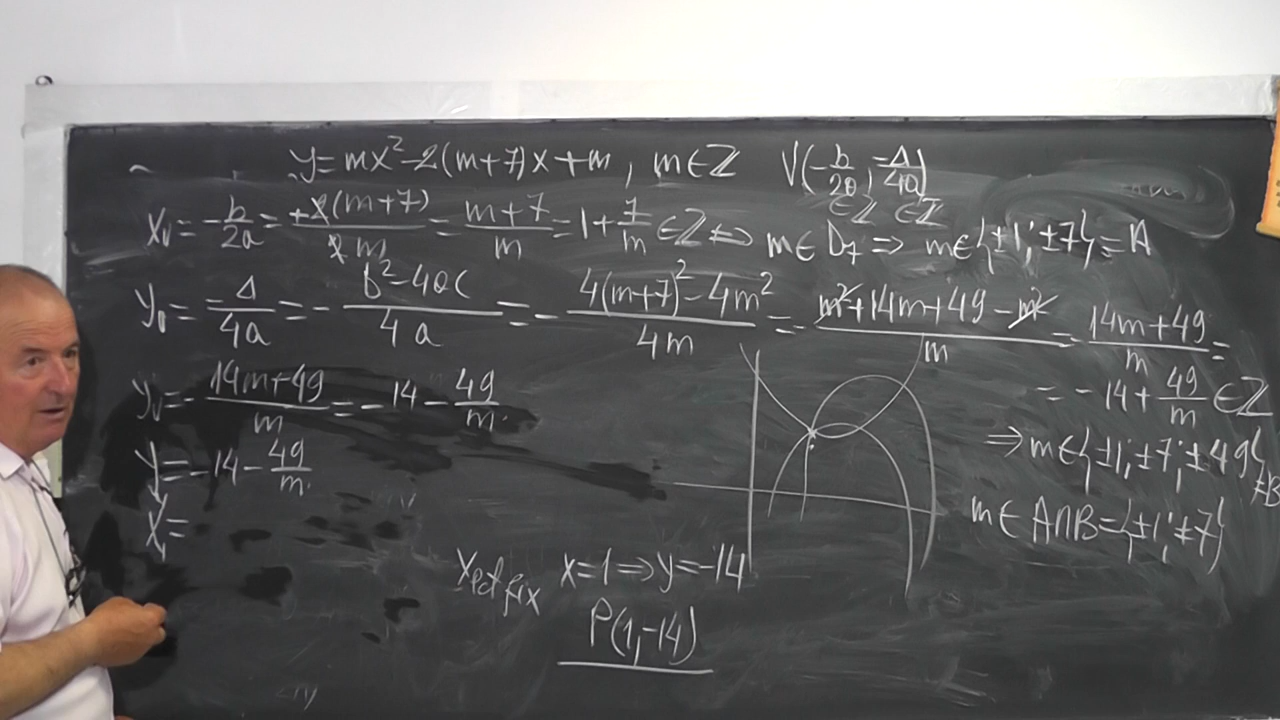 y=mx²-2(m+7)x+m, m∈ℤ V(-b/2a, -Δ/4a)
∈ℤ ∈ℤ
x_v = -b/2a = +2(m+7)/2m = (m+7)/m = 1+7/m ∈ℤ ⇔ m∈D₇ ⇒ m∈{±1;±7}=A
y_v = -Δ/4a = -(b²-4ac)/4a = -(4(m+7)²-4m²)/4m = -(m²+14m+49-m²)/m = -(14m+49)/m =
= -14+49/m ∈ℤ
⇒ m∈{±1;±7;±49}=B
m∈A∩B={±1;±7}
y_v = -(14m+49)/m = -14-49/m
y = -14-49/m
x =
x pct fix x=1⇒y=-14
P(1,-14)